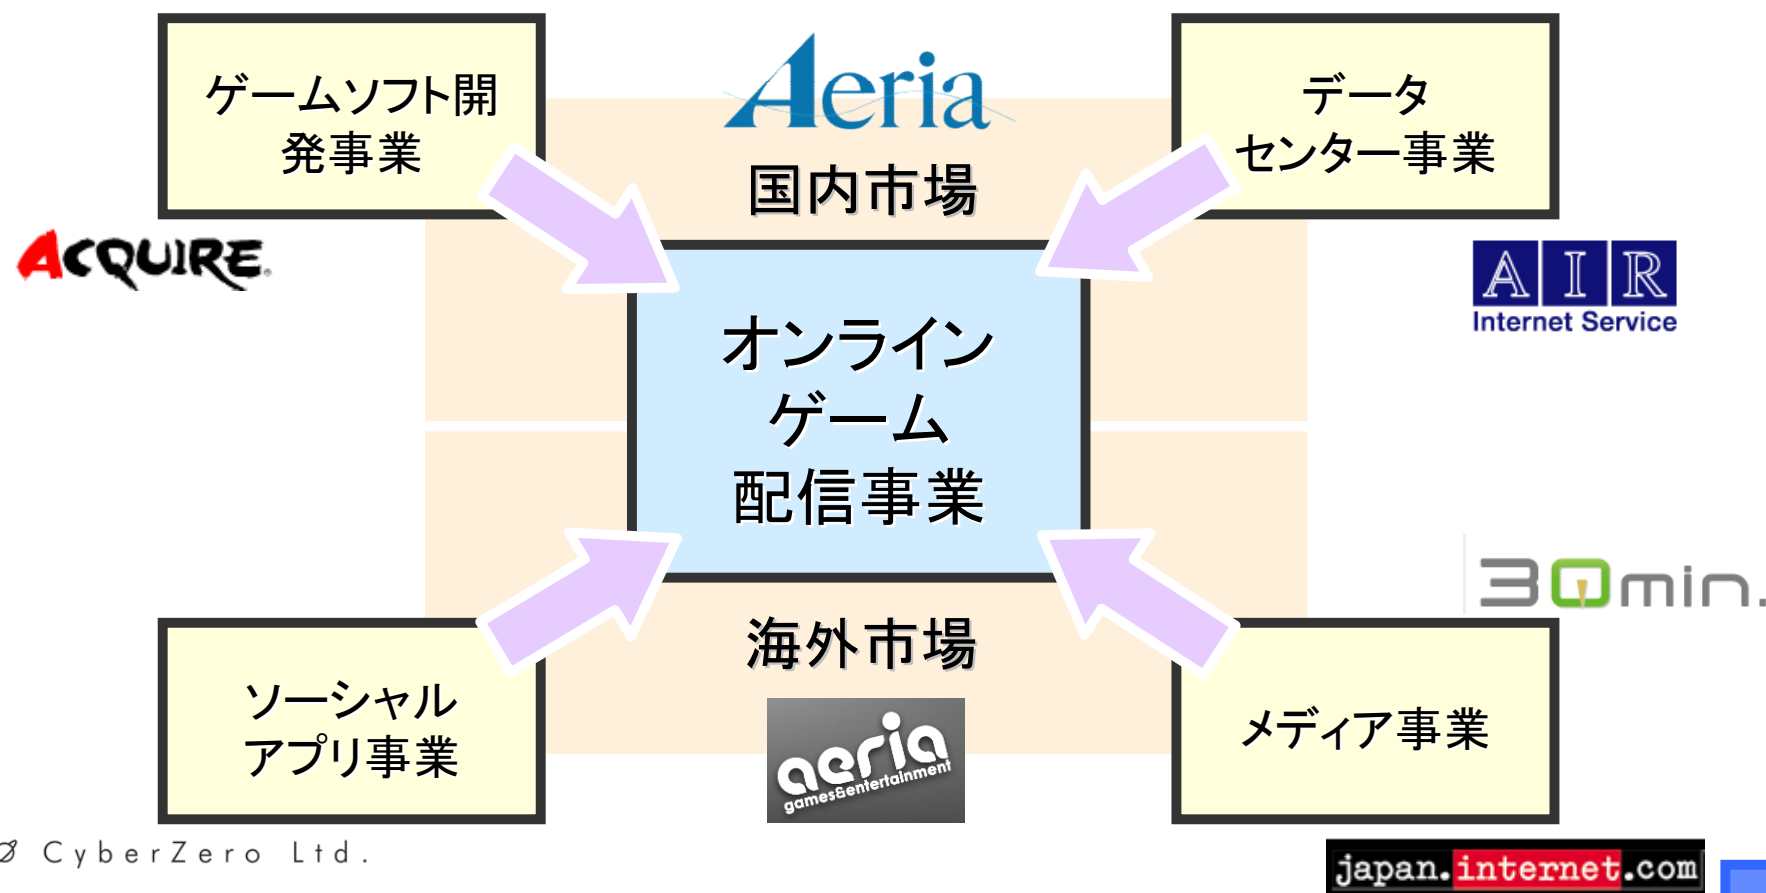 ゲームソフト開
発事業
Aeria
国内市場
データ
センター事業
ACQUIRE
AIR
Internet Service
オンライン
ゲーム
配信事業
30min.
海外市場
aeria
games&entertainment
ソーシャル
アプリ事業
メディア事業
CyberZero Ltd.
japan.internet.com